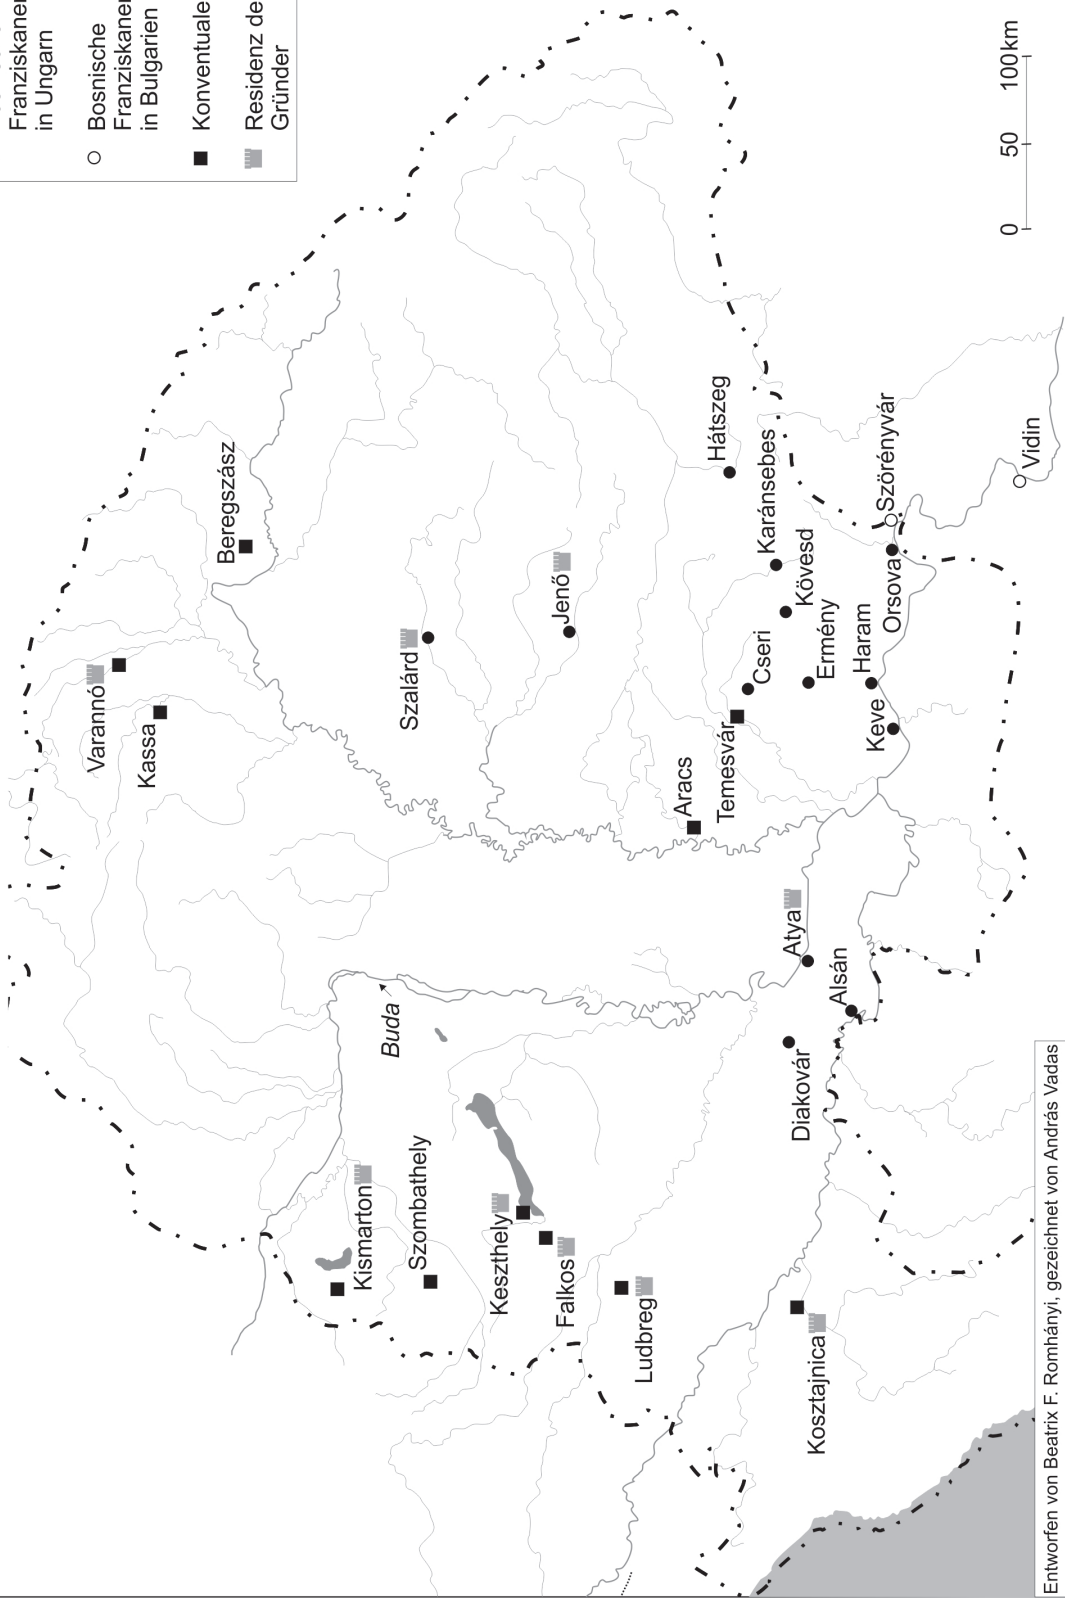 Franziskaner
in Ungarn
Bosnische
Franziskaner
in Bulgarien
Konventuale
Residenz de
Gründer
Varannó
Kassa
Beregszász
Buda
Kismarton
Szombathely
Keszthely
Falkos
Ludbreg
Kosztajnica
Szalárd
Jenő
Hátszeg
Karánsebes
Kövesd
Cseri
Ermény
Temesvár
Aracs
Haram
Keve
Orsova
Szörényvár
Vidin
Atya
Alsán
Diakovár
0 50 100km
Entworfen von Beatrix F. Romhányi, gezeichnet von András Vadas